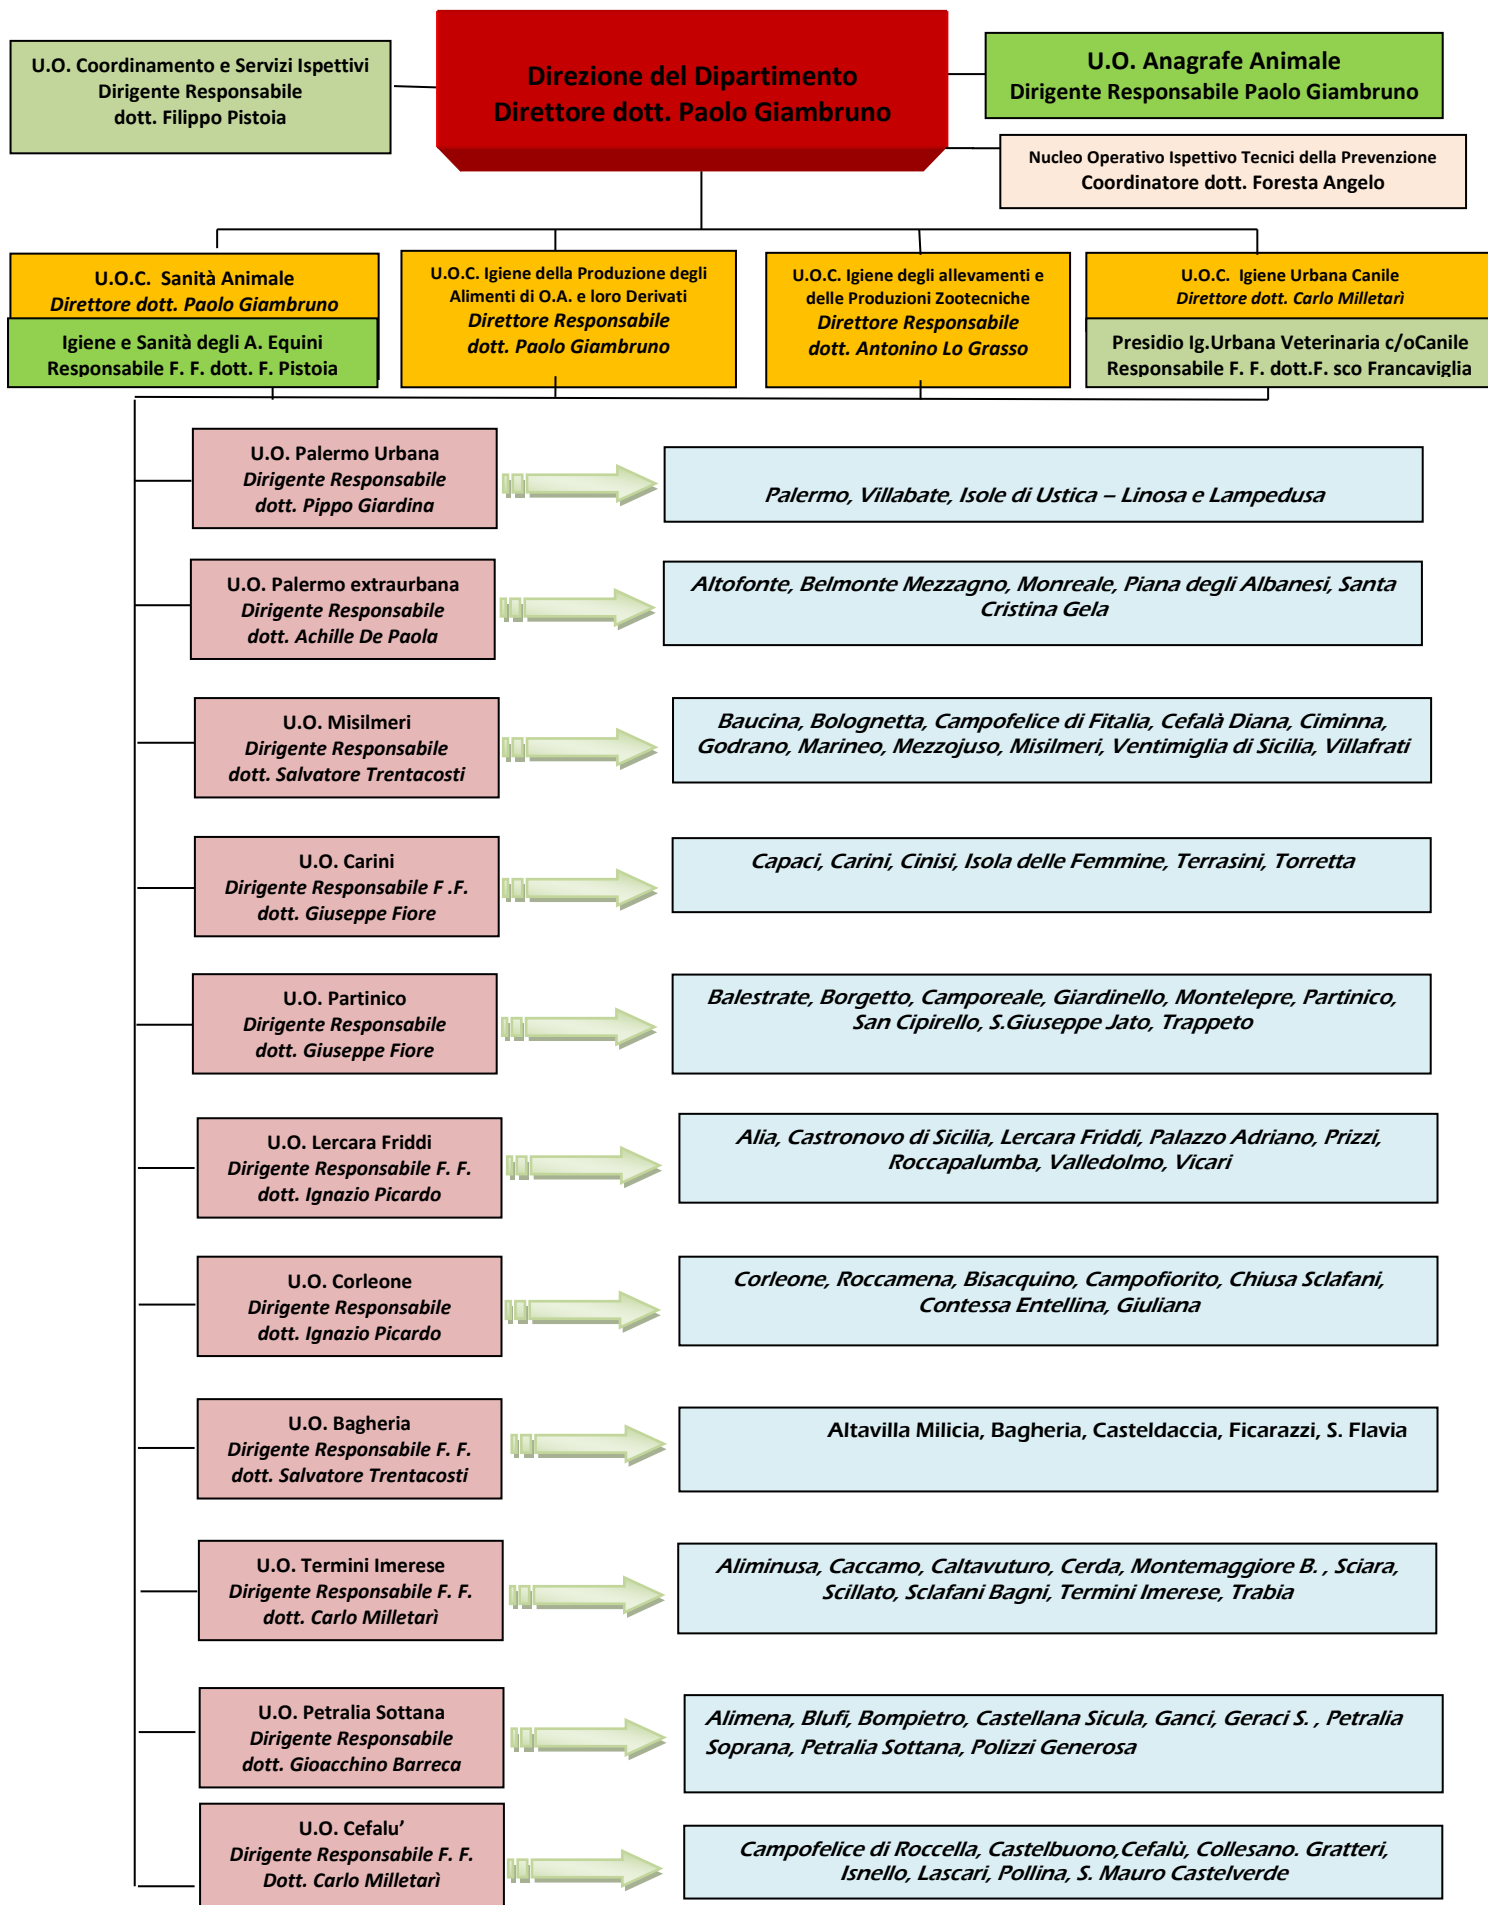 U.O. Coordinamento e Servizi Ispettivi
Dirigente Responsabile
dott. Filippo Pistoia
Direzione del Dipartimento
Direttore dott. Paolo Giambruno
U.O. Anagrafe Animale
Dirigente Responsabile Paolo Giambruno
Nucleo Operativo Ispettivo Tecnici della Prevenzione
Coordinatore dott. Foresta Angelo
U.O.C. Sanità Animale
Direttore dott. Paolo Giambruno
Igiene e Sanità degli A. Equini
Responsabile F. F. dott. F. Pistoia
U.O.C. Igiene della Produzione degli
Alimenti di O.A. e loro Derivati
Direttore Responsabile
dott. Paolo Giambruno
U.O.C. Igiene degli allevamenti e
delle Produzioni Zootecniche
Direttore Responsabile
dott. Antonino Lo Grasso
U.O.C. Igiene Urbana Canile
Direttore dott. Carlo Milletarì
Presidio Ig.Urbana Veterinaria c/oCanile
Responsabile F. F. dott.F. sco Francaviglia
U.O. Palermo Urbana
Dirigente Responsabile
dott. Pippo Giardina
Palermo, Villabate, Isole di Ustica – Linosa e Lampedusa
U.O. Palermo extraurbana
Dirigente Responsabile
dott. Achille De Paola
Altofonte, Belmonte Mezzagno, Monreale, Piana degli Albanesi, Santa
Cristina Gela
U.O. Misilmeri
Dirigente Responsabile
dott. Salvatore Trentacosti
Baucina, Bolognetta, Campofelice di Fitalia, Cefalà Diana, Ciminna,
Godrano, Marineo, Mezzojuso, Misilmeri, Ventimiglia di Sicilia, Villafrati
U.O. Carini
Dirigente Responsabile F .F.
dott. Giuseppe Fiore
Capaci, Carini, Cinisi, Isola delle Femmine, Terrasini, Torretta
U.O. Partinico
Dirigente Responsabile
dott. Giuseppe Fiore
Balestrate, Borgetto, Camporeale, Giardinello, Montelepre, Partinico,
San Cipirello, S.Giuseppe Jato, Trappeto
U.O. Lercara Friddi
Dirigente Responsabile F. F.
dott. Ignazio Picardo
Alia, Castronovo di Sicilia, Lercara Friddi, Palazzo Adriano, Prizzi,
Roccapalumba, Valledolmo, Vicari
U.O. Corleone
Dirigente Responsabile
dott. Ignazio Picardo
Corleone, Roccamena, Bisacquino, Campofiorito, Chiusa Sclafani,
Contessa Entellina, Giuliana
U.O. Bagheria
Dirigente Responsabile F. F.
dott. Salvatore Trentacosti
Altavilla Milicia, Bagheria, Casteldaccia, Ficarazzi, S. Flavia
U.O. Termini Imerese
Dirigente Responsabile F. F.
dott. Carlo Milletarì
Aliminusa, Caccamo, Caltavuturo, Cerda, Montemaggiore B. , Sciara,
Scillato, Sclafani Bagni, Termini Imerese, Trabia
U.O. Petralia Sottana
Dirigente Responsabile
dott. Gioacchino Barreca
Alimena, Blufi, Bompietro, Castellana Sicula, Ganci, Geraci S. , Petralia
Soprana, Petralia Sottana, Polizzi Generosa
U.O. Cefalu’
Dirigente Responsabile F. F.
Dott. Carlo Milletarì
Campofelice di Roccella, Castelbuono,Cefalù, Collesano. Gratteri,
Isnello, Lascari, Pollina, S. Mauro Castelverde